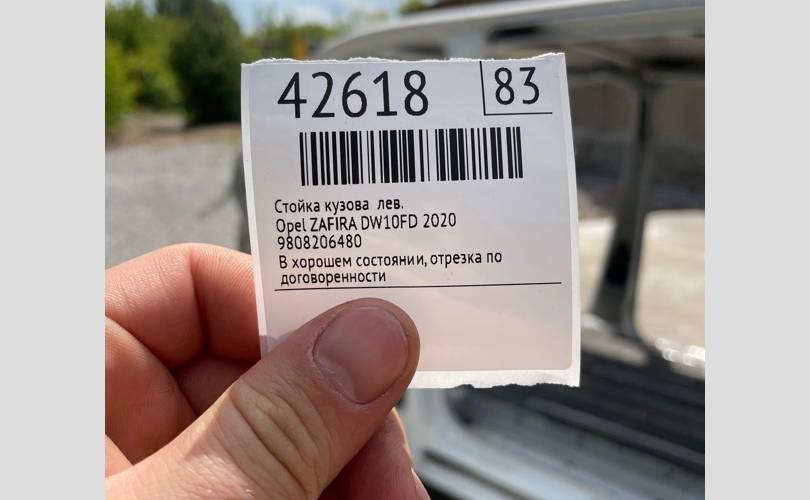 42618 83
Стойка кузова лев.
Opel ZAFIRA DW10FD 2020
9808206480
В хорошем состоянии, отрезка по
договоренности